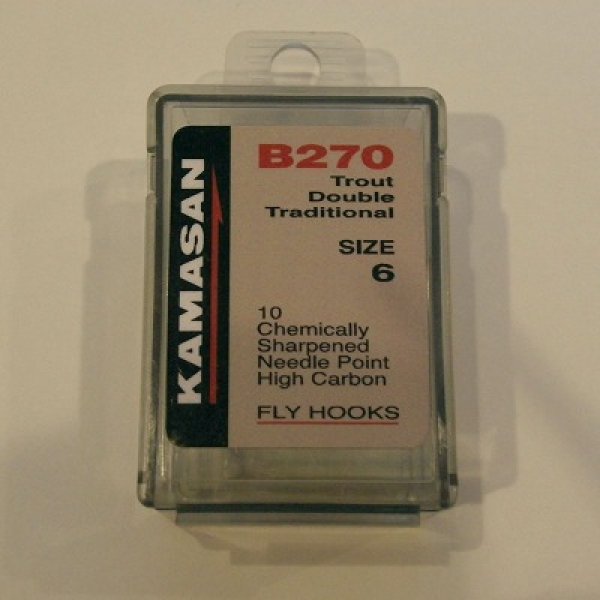 KAMASAN
B270
Trout
Double
Traditional
SIZE
6
10
Chemically
Sharpened
Needle Point
High Carbon
FLY HOOKS